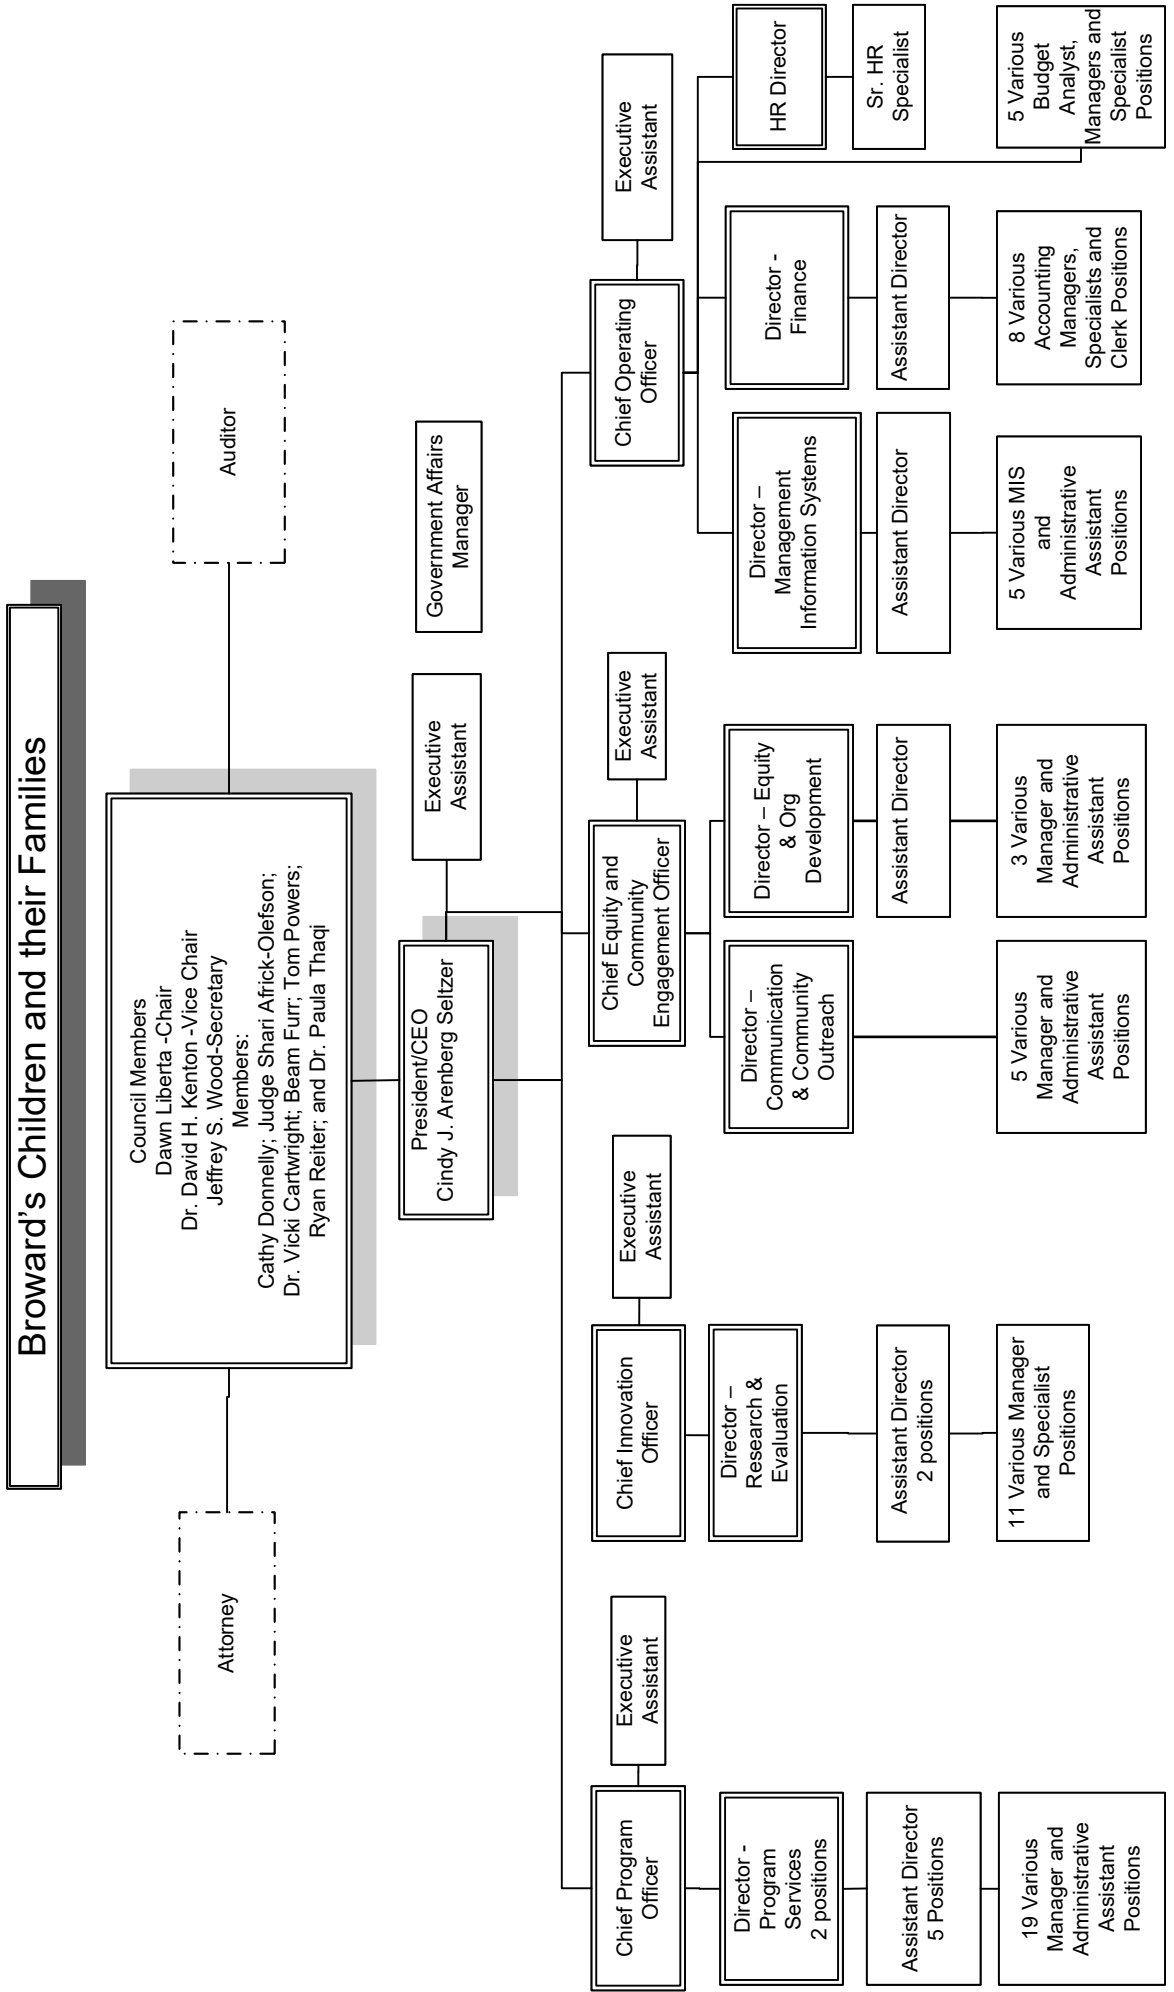 Broward's Children and their Families
Council Members
Dawn Liberta -Chair
Dr. David H. Kenton -Vice Chair
Jeffrey S. Wood-Secretary
Members:
Cathy Donnelly; Judge Shari Africk-Olefson;
Dr. Vicki Cartwright; Beam Furr; Tom Powers;
Ryan Reiter; and Dr. Paula Thaqi
Attorney
Auditor
President/CEO
Cindy J. Arenberg Seltzer
Executive
Assistant
Government Affairs
Manager
Chief Program
Officer
Executive
Assistant
Director -
Program
Services
2 positions
Assistant Director
5 Positions
19 Various
Manager and
Administrative
Assistant
Positions
Chief Innovation
Officer
Executive
Assistant
Director –
Research &
Evaluation
Assistant Director
2 positions
11 Various Manager
and Specialist
Positions
Chief Equity and
Community
Engagement Officer
Executive
Assistant
Director –
Communication
& Community
Outreach
5 Various
Manager and
Administrative
Assistant
Positions
Director – Equity
& Org
Development
Assistant Director
3 Various
Manager and
Administrative
Assistant
Positions
Chief Operating
Officer
Executive
Assistant
Director –
Management
Information Systems
Assistant Director
5 Various MIS
and
Administrative
Assistant
Positions
Director -
Finance
Assistant Director
8 Various
Accounting
Managers,
Specialists and
Clerk Positions
HR Director
Sr. HR
Specialist
5 Various
Budget
Analyst,
Managers and
Specialist
Positions